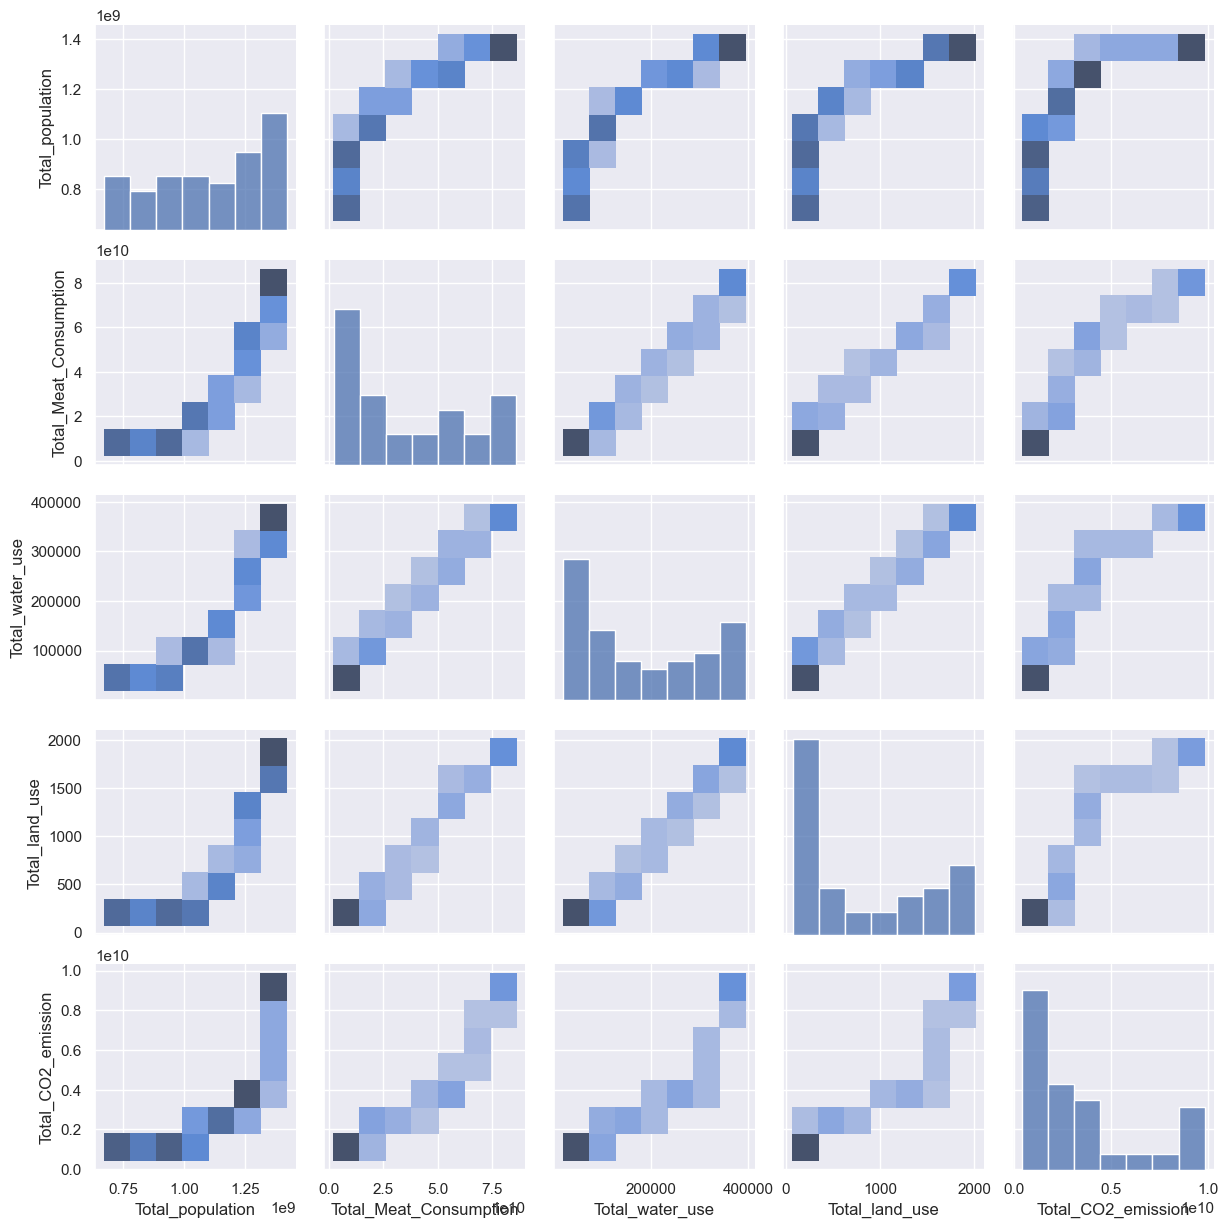 1e9
1.4
1.2
1.0
0.8
Total_population
1e10
8
6
4
2
0
Total_Meat_Consumption
400000
300000
200000
100000
Total_water_use
2000
1500
1000
500
0
Total_land_use
1e10
1.0
0.8
0.6
0.4
0.2
0.0
Total_CO2_emission
0.75 1.00 1.25
Total_population
1e9
0.0 2.5 5.0 7.5
Total_Meat_Consumption
1e10
200000 400000
Total_water_use
0 1000 2000
Total_land_use
0.0 0.5 1.0
Total_CO2_emission
1e10